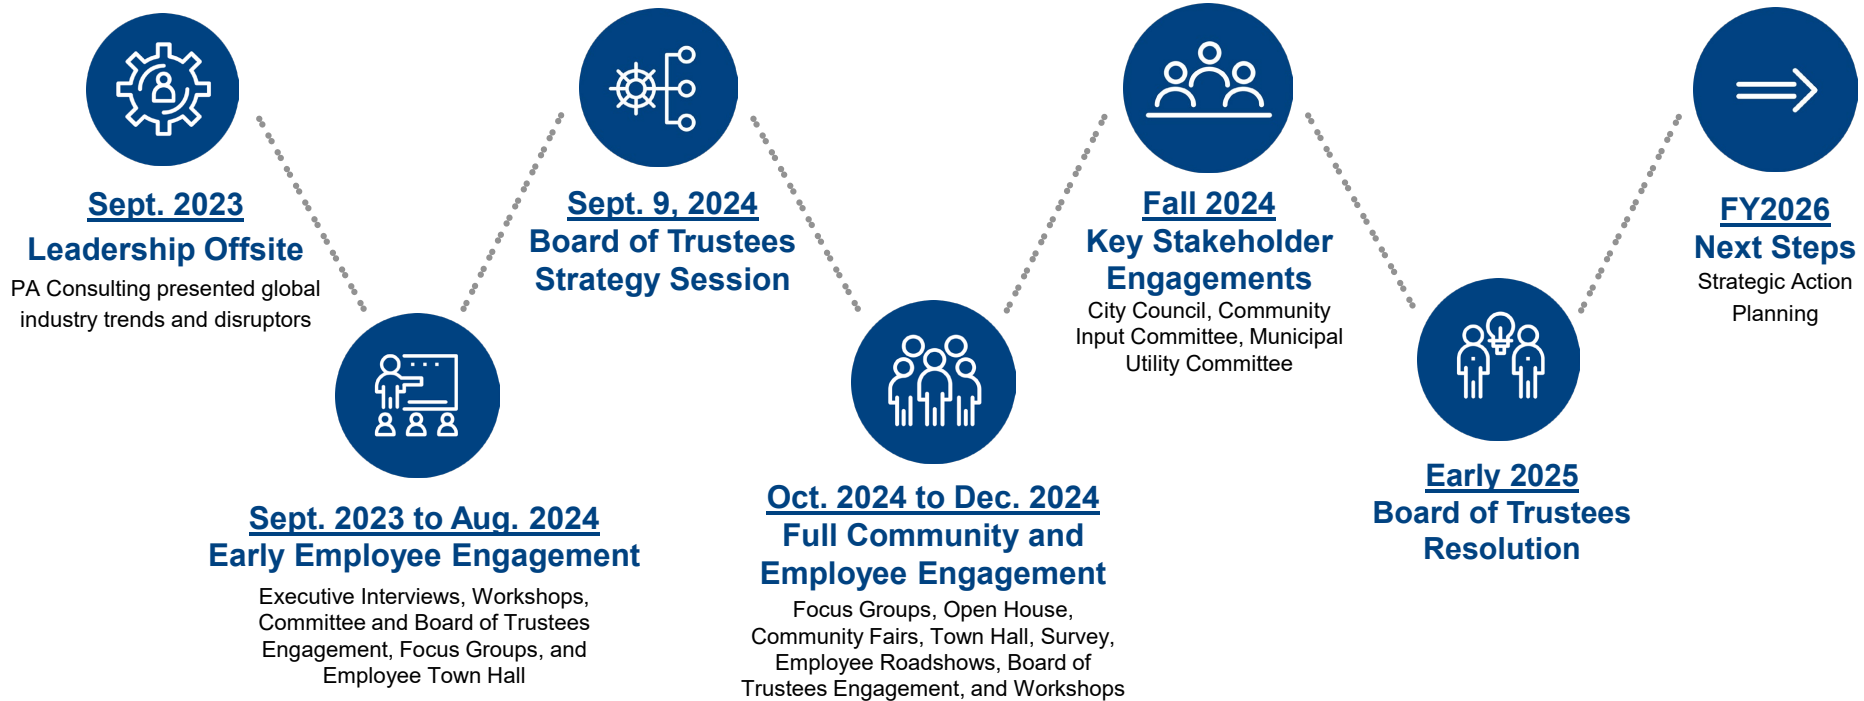 Sept. 2023
Leadership Offsite
PA Consulting presented global
industry trends and disruptors
Sept. 2023 to Aug. 2024
Early Employee Engagement
Executive Interviews, Workshops,
Committee and Board of Trustees
Engagement, Focus Groups, and
Employee Town Hall
Sept. 9, 2024
Board of Trustees
Strategy Session
Oct. 2024 to Dec. 2024
Full Community and
Employee Engagement
Focus Groups, Open House,
Community Fairs, Town Hall, Survey,
Employee Roadshows, Board of
Trustees Engagement, and Workshops
Fall 2024
Key Stakeholder
Engagements
City Council, Community
Input Committee, Municipal
Utility Committee
Early 2025
Board of Trustees
Resolution
FY2026
Next Steps
Strategic Action
Planning